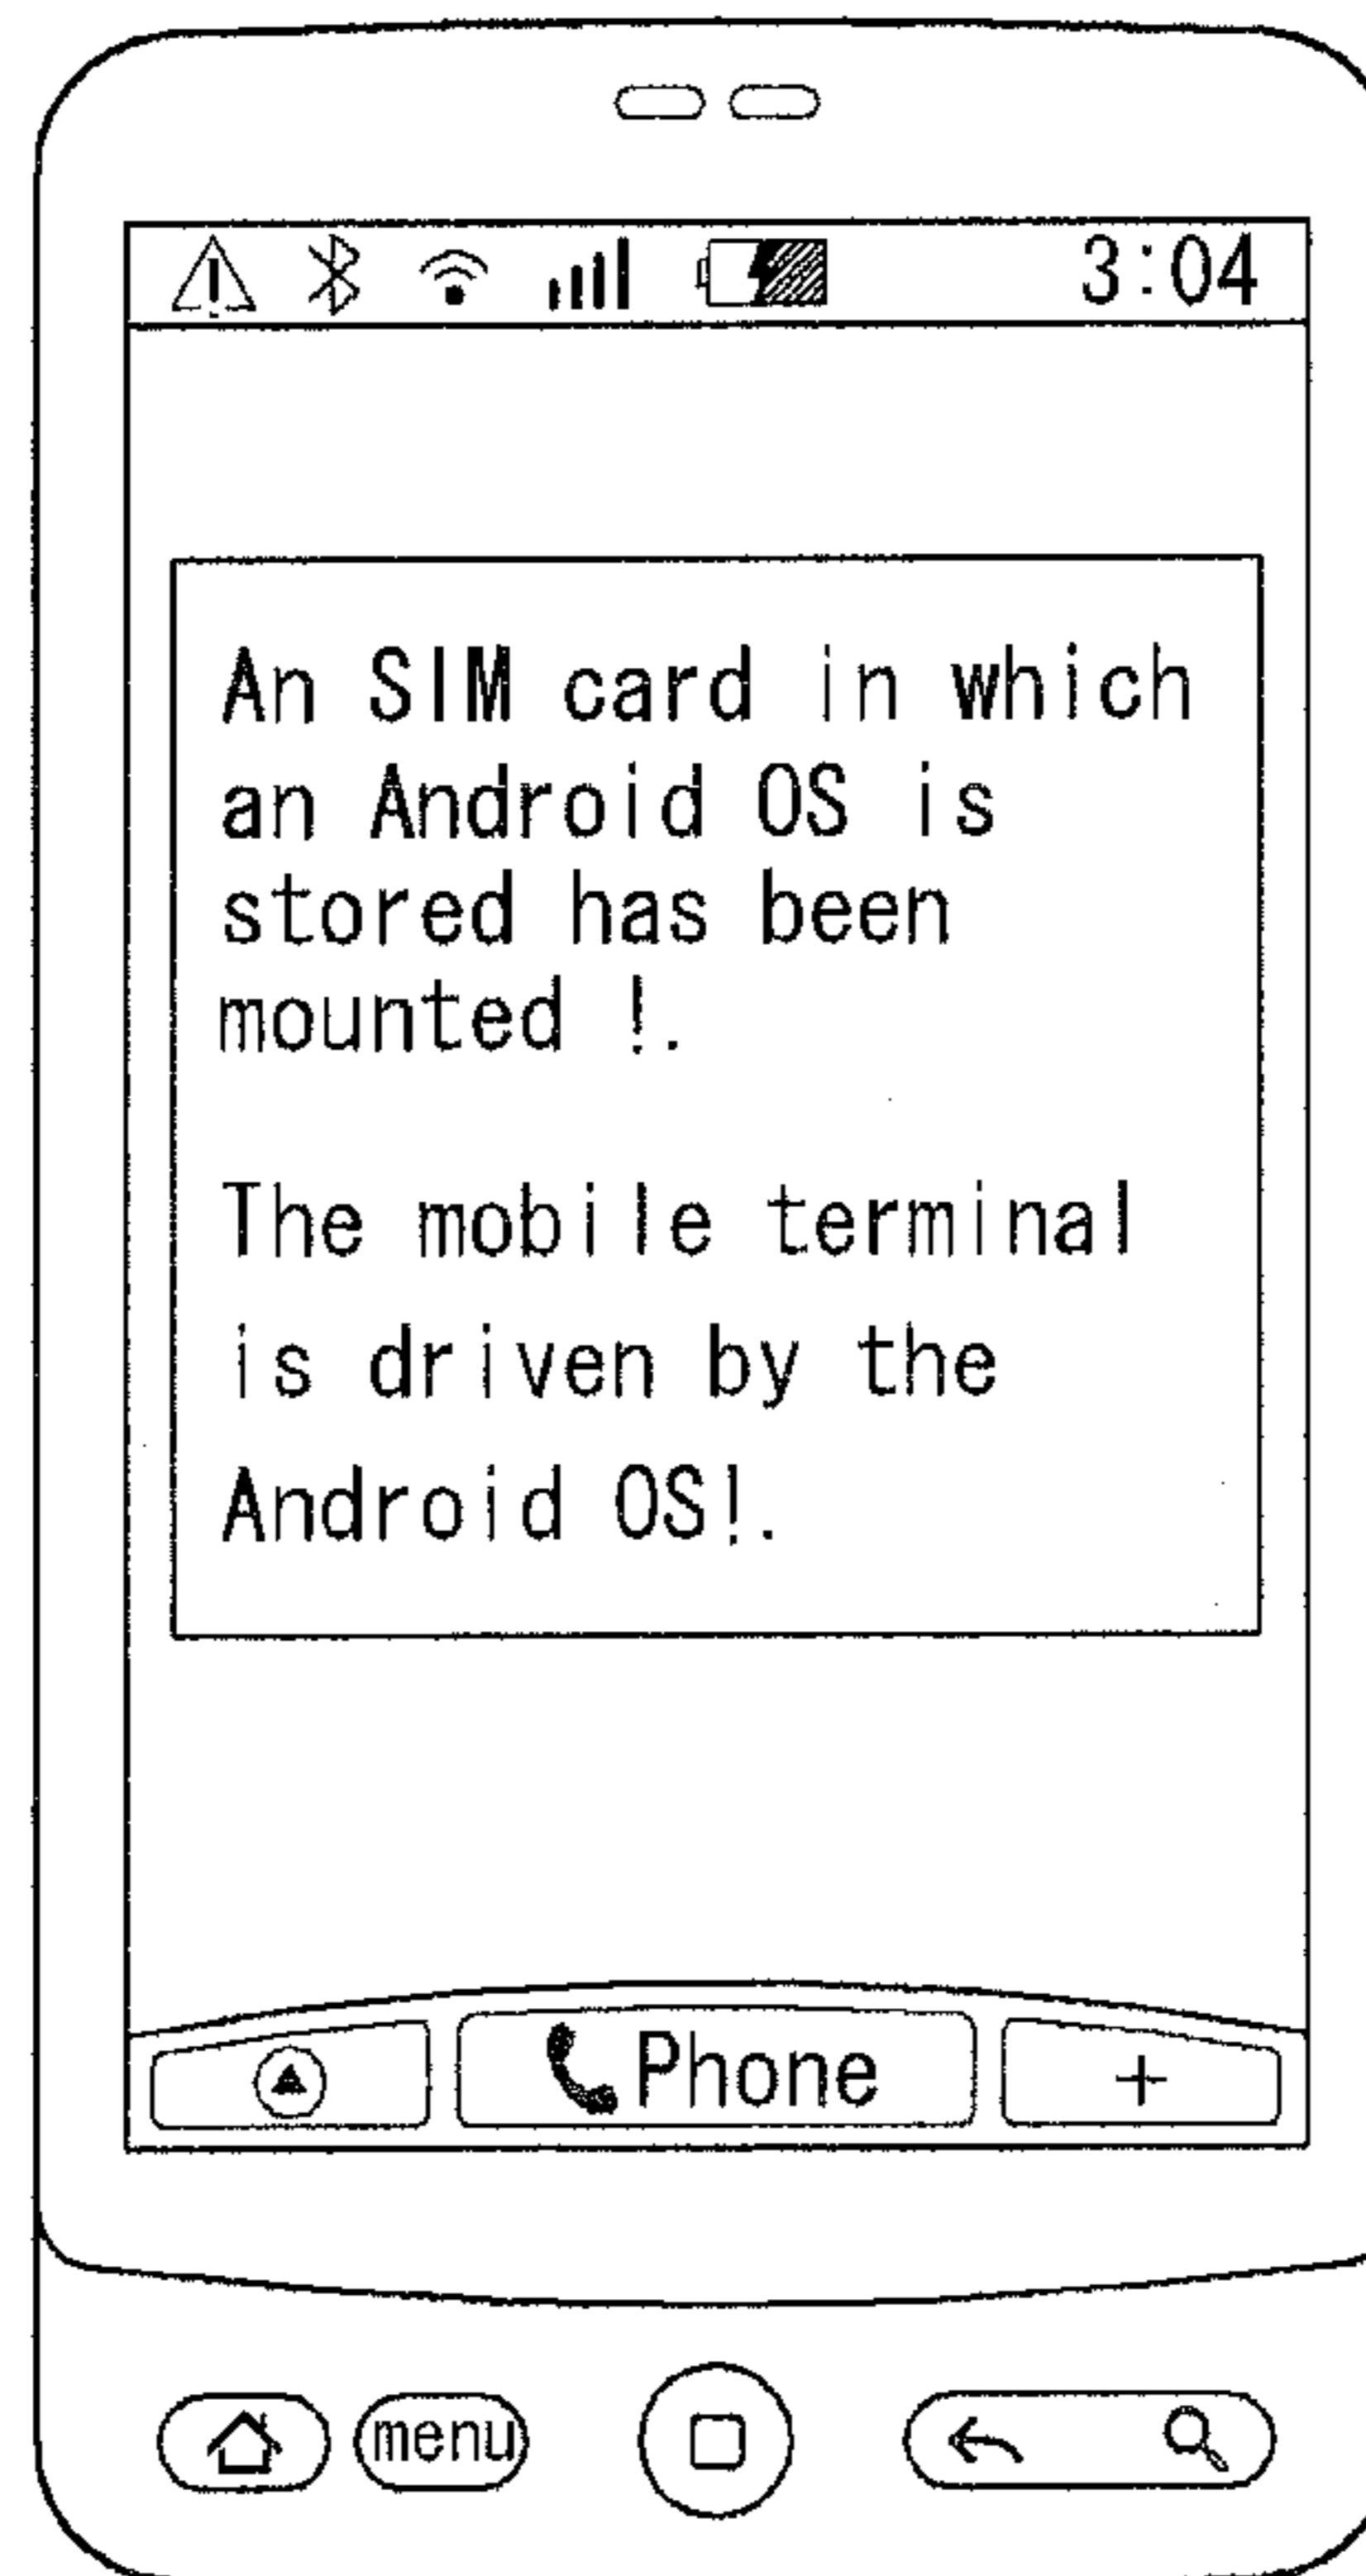 3:04
An SIM card in which
an Android OS is
stored has been
mounted !.
The mobile terminal
is driven by the
Android OS!.
Phone
menu